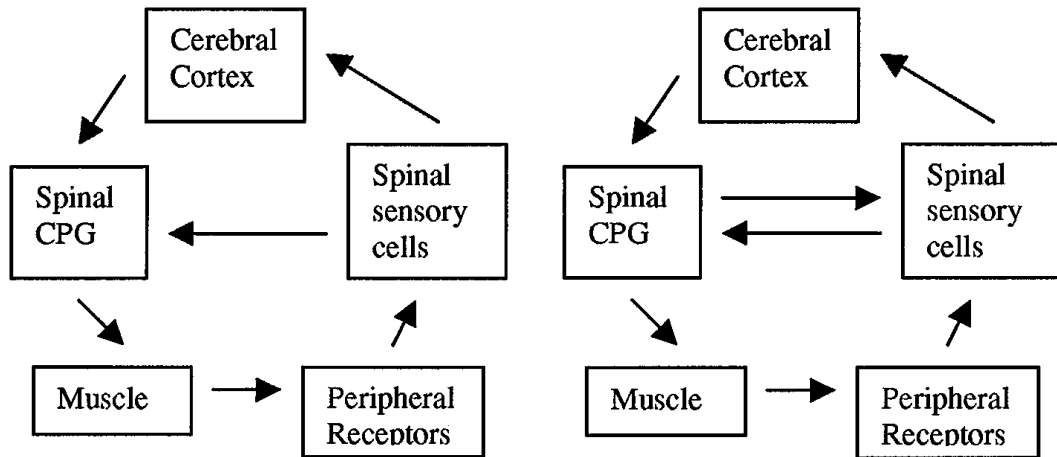 Cerebral
Cortex
Spinal
CPG
Spinal
sensory
cells
Muscle
Peripheral
Receptors
Cerebral
Cortex
Spinal
CPG
Spinal
sensory
cells
Muscle
Peripheral
Receptors